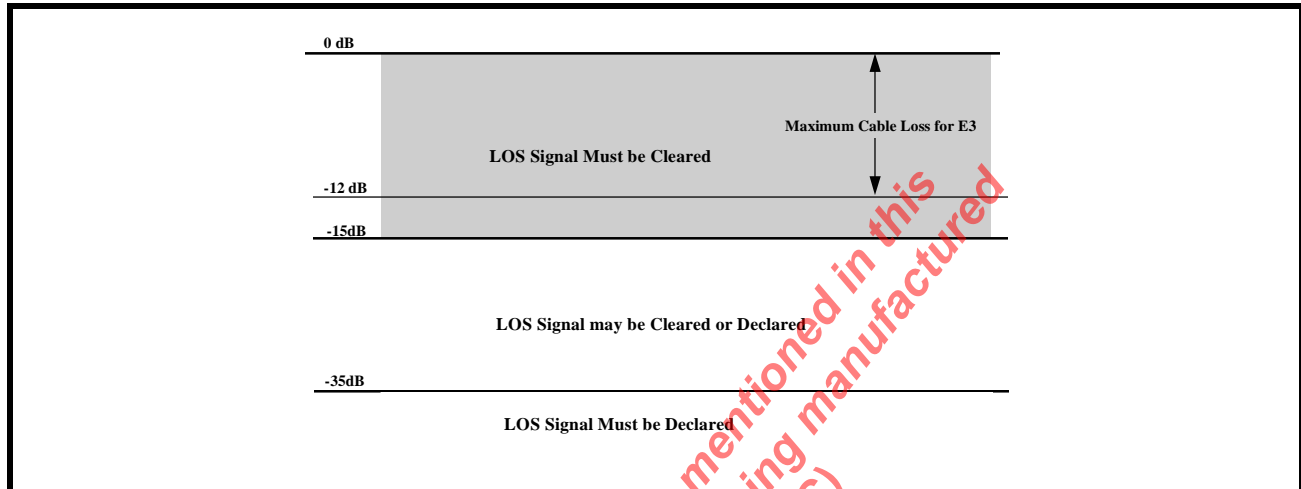 0 dB
Maximum Cable Loss for E3
LOS Signal Must be Cleared
-12 dB
-15dB
LOS Signal may be Cleared or Declared
-35dB
LOS Signal Must be Declared
mentioned in this
ing manufactured